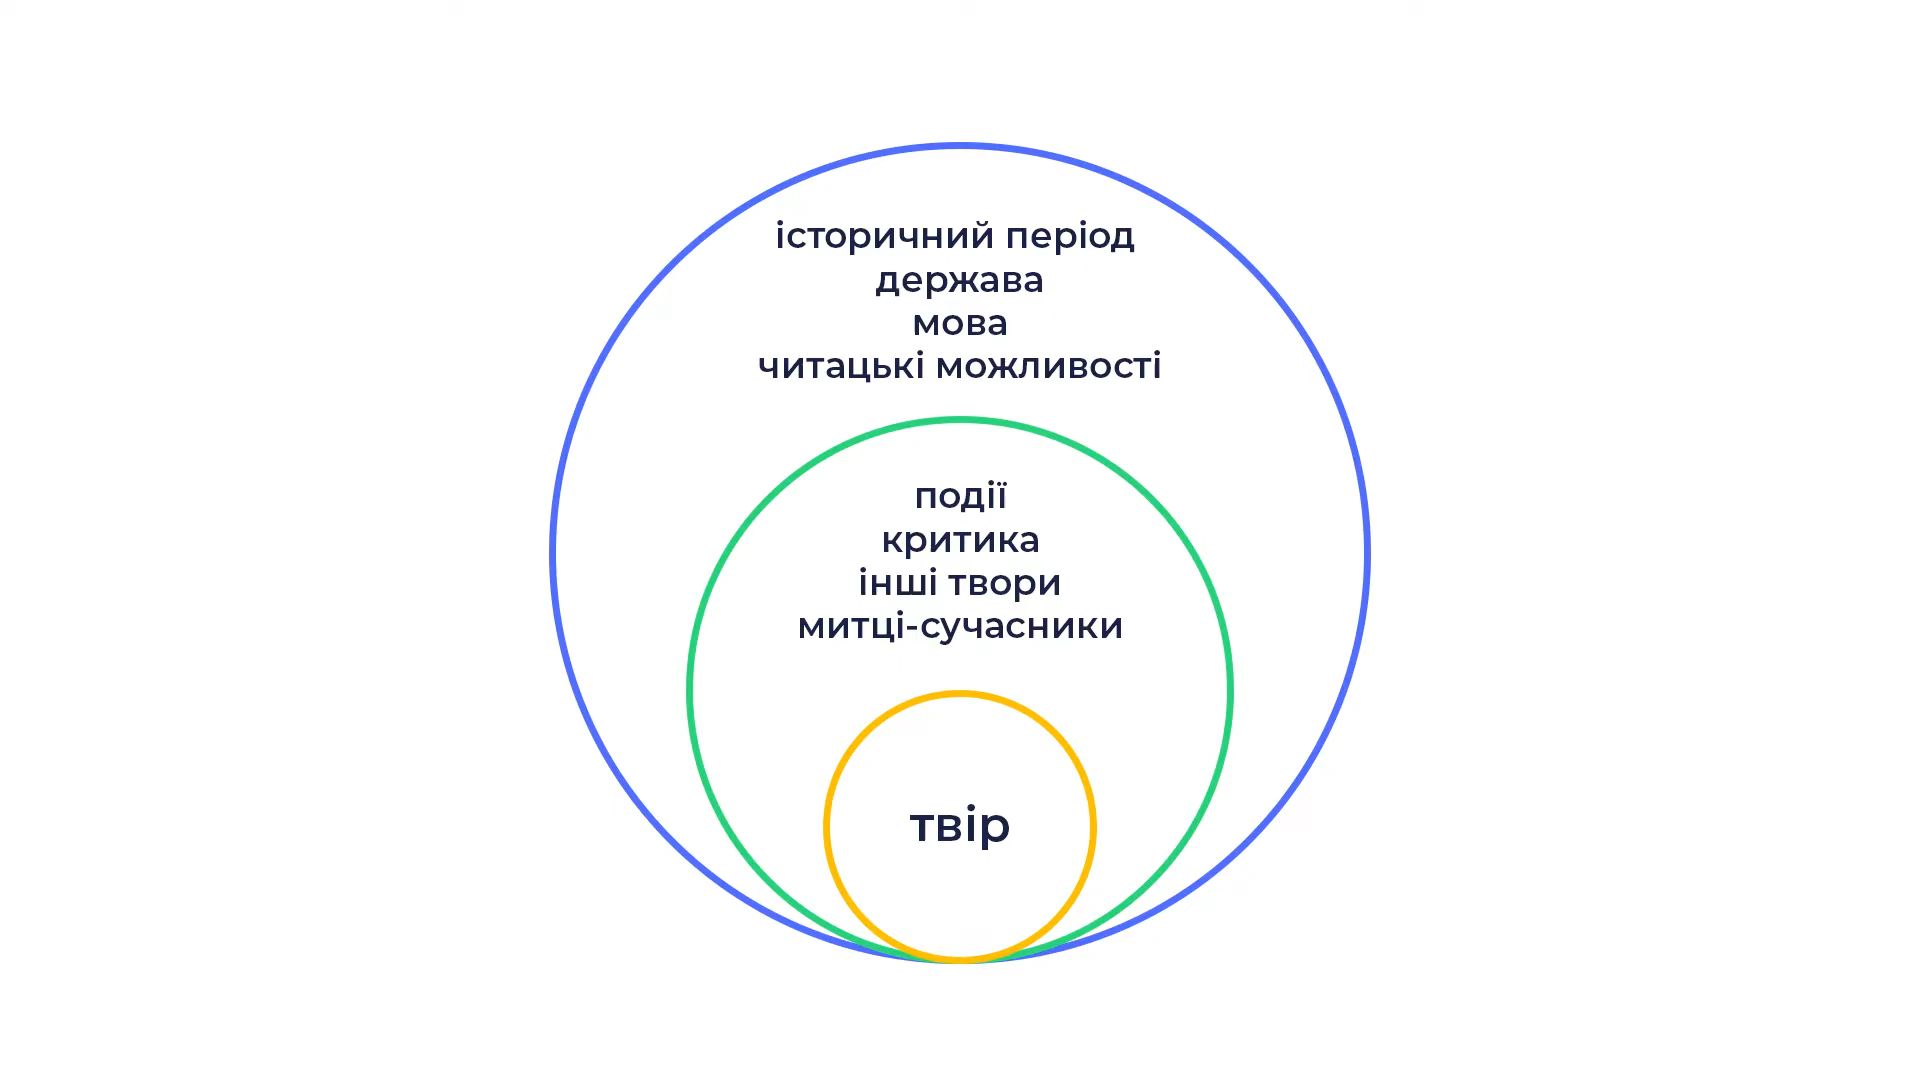 історичний період
держава
мова
читацькі можливості
події
критика
інші твори
митці-сучасники
твір